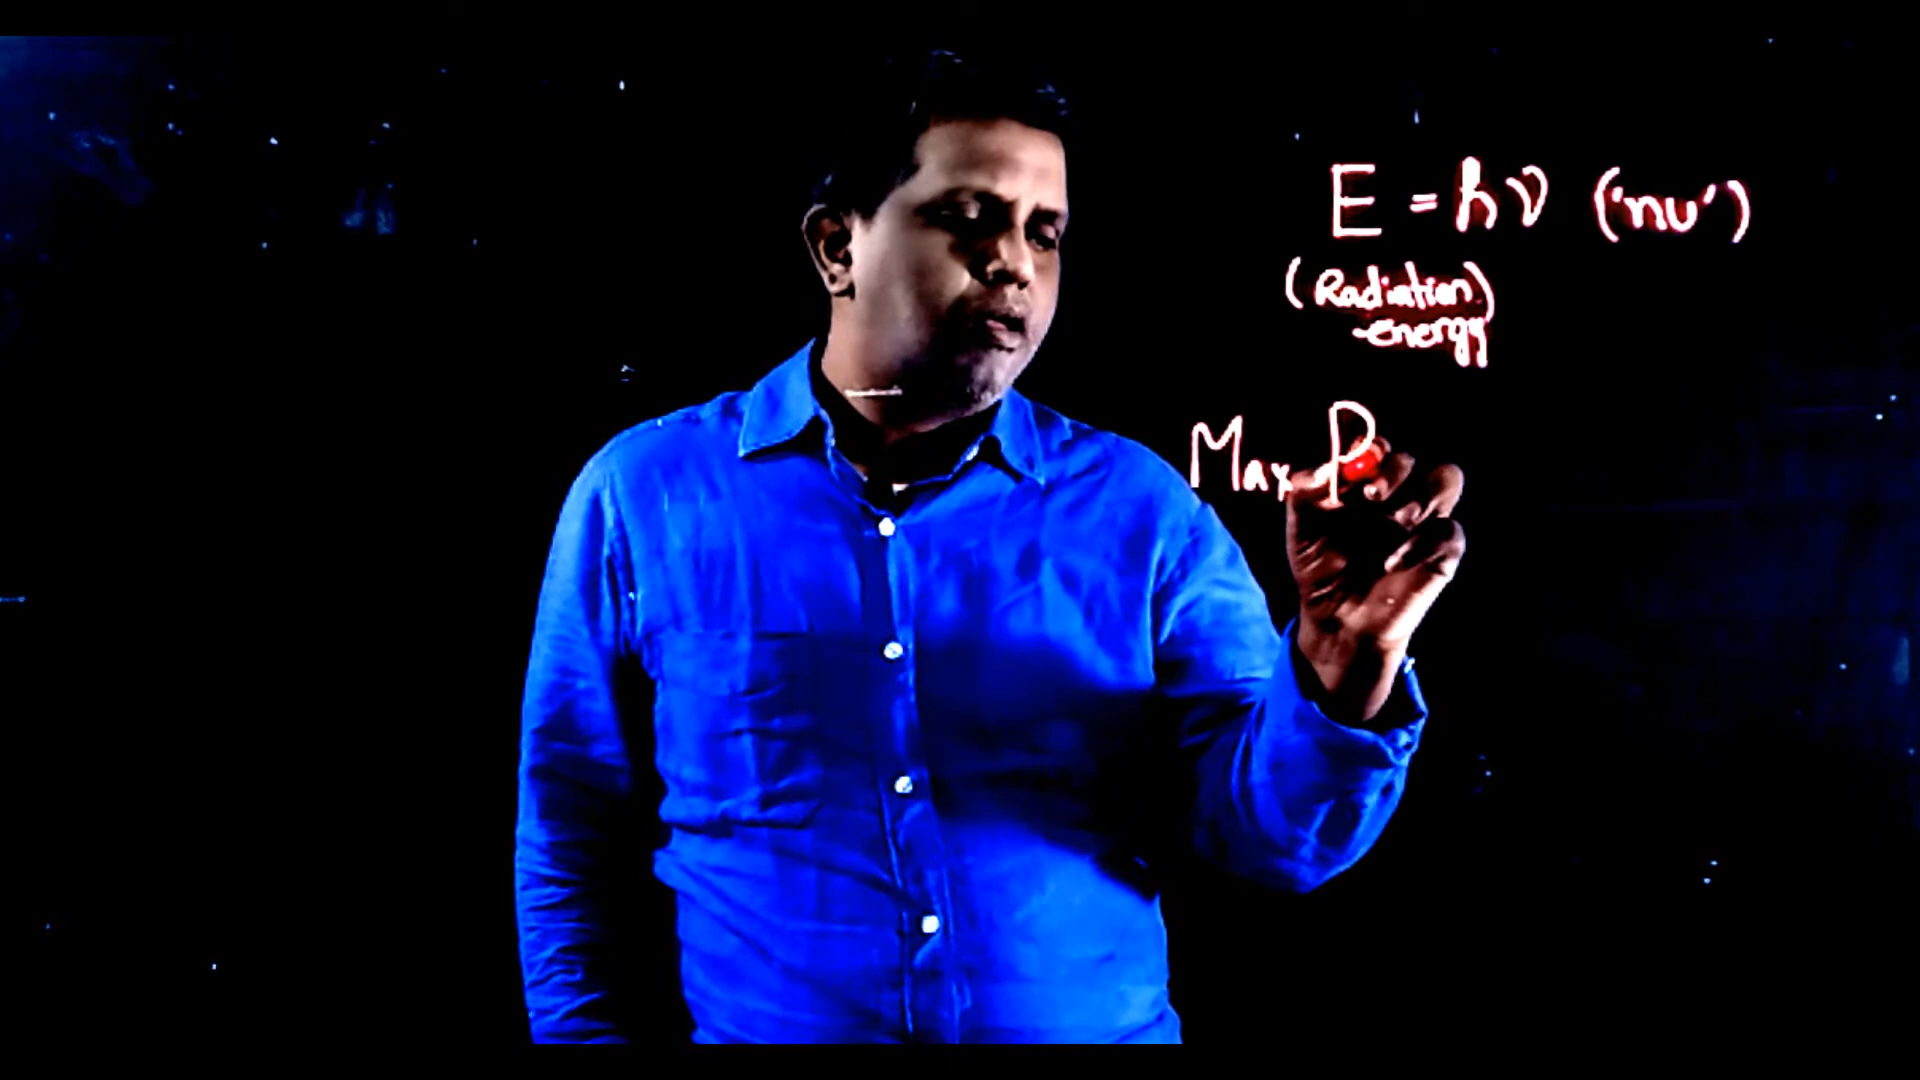 E = hν ('nu')
(Radiation)
energy
Max P